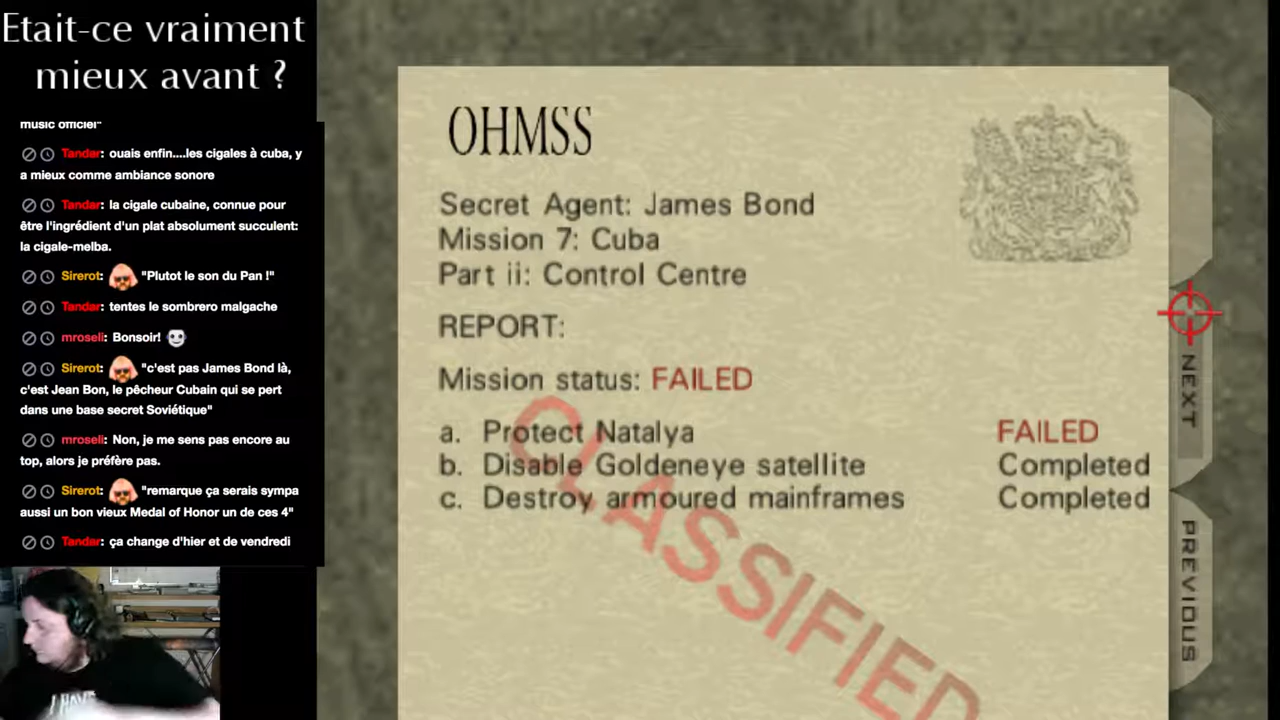 Etait-ce vraiment
mieux avant ?
music officiel"
Tandar: ouais enfin....les cigales à cuba, y
a mieux comme ambiance sonore
Tandar: la cigale cubaine, connue pour
être l'ingrédient d'un plat absolument succulent:
la cigale-melba.
Sirerot: "Plutot le son du Pan !"
Tandar: tentes le sombrero malgache
mroseli: Bonsoir!
Sirerot: "c'est pas James Bond là,
c'est Jean Bon, le pêcheur Cubain qui se pert
dans une base secret Soviétique"
mroseli: Non, je me sens pas encore au
top, alors je préfère pas.
Sirerot: "remarque ça serais sympa
aussi un bon vieux Medal of Honor un de ces 4"
Tandar: ça change d'hier et de vendredi
OHMSS
Secret Agent: James Bond
Mission 7: Cuba
Part ii: Control Centre
REPORT:
Mission status: FAILED
a. Protect Natalya FAILED
b. Disable Goldeneye satellite Completed
c. Destroy armoured mainframes Completed
CLASSIFIED
NEXT
PREVIOUS